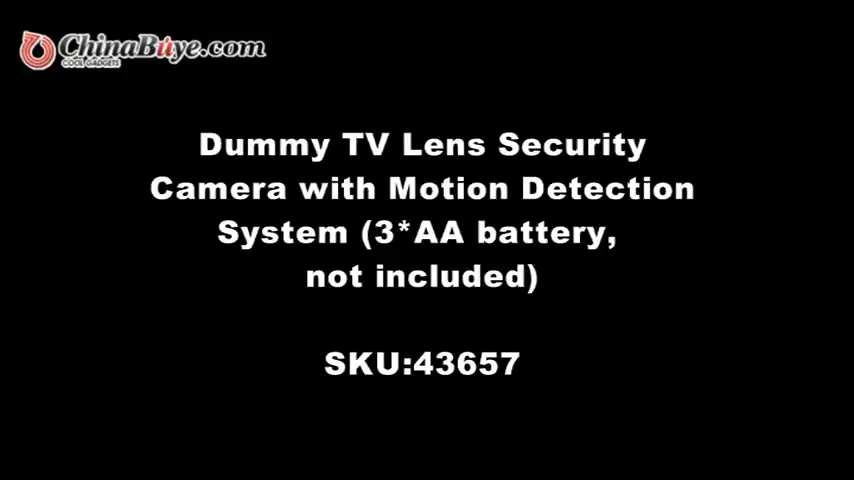 ChinaBuye.com
COOL GADGETS
Dummy TV Lens Security
Camera with Motion Detection
System (3*AA battery,
not included)
SKU:43657